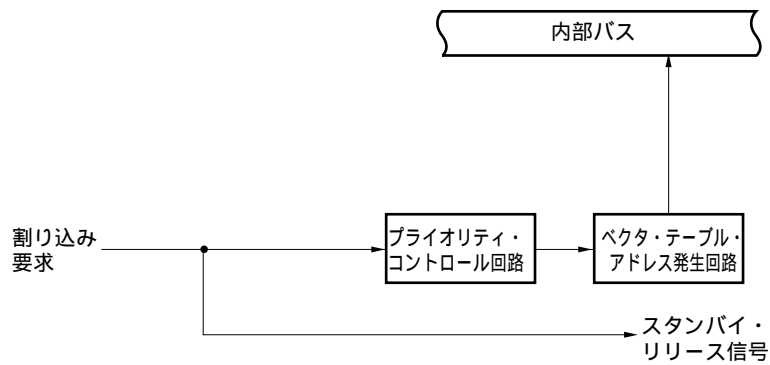 内部バス
割り込み
要求
プライオリティ・
コントロール回路
ベクタ・テーブル・
アドレス発生回路
スタンバイ・
リリース信号